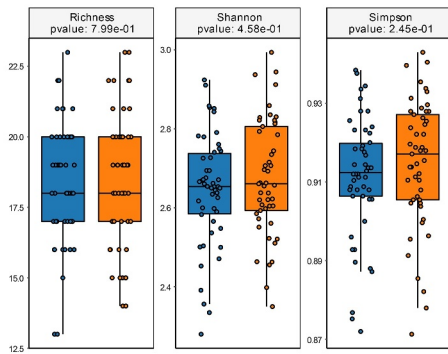 Richness
pvalue: 7.99e-01
Shannon
pvalue: 4.58e-01
Simpson
pvalue: 2.45e-01
22.5
20.0
17.5
15.0
12.5
3.0
2.8
2.6
2.4
0.93
0.91
0.89
0.87